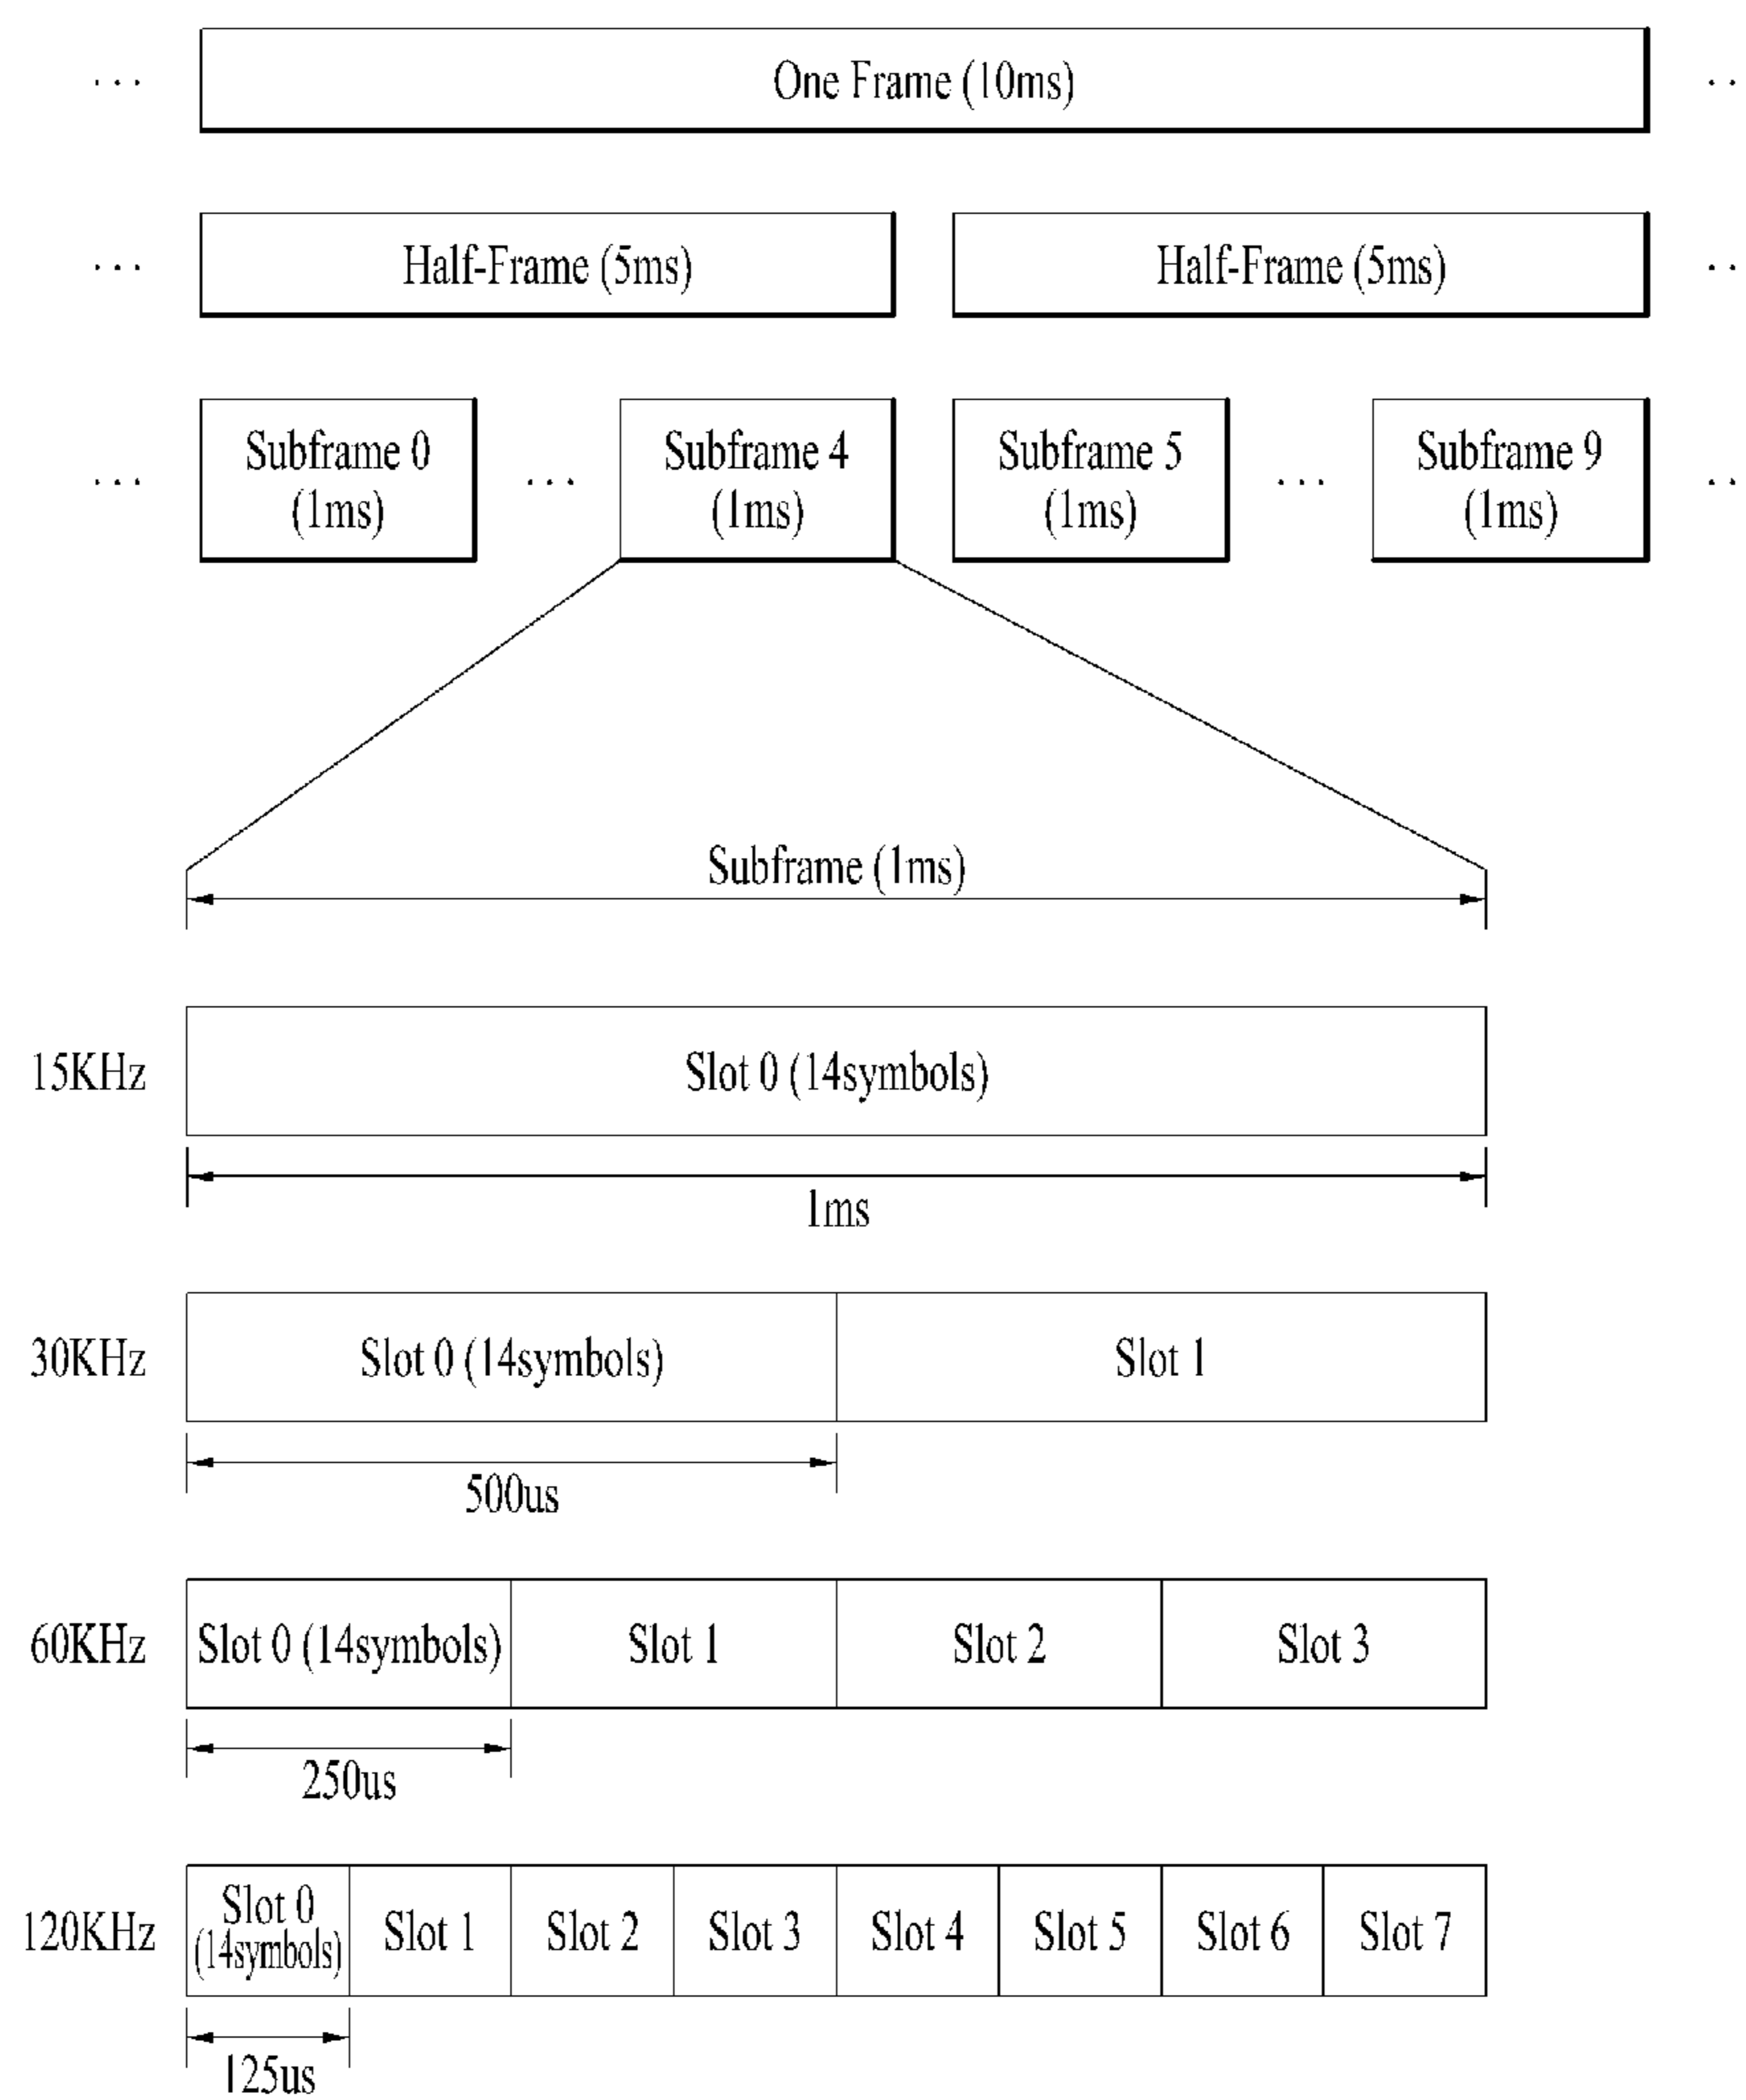 ... One Frame (10ms) ..
... Half-Frame (5ms) Half-Frame (5ms) ..
Subframe 0 Subframe 4 Subframe 5 Subframe 9
... (1ms) ... (1ms) (1ms) ... (1ms) ..
Subframe (1ms)
15KHz Slot 0 (14symbols)
1ms
30KHz Slot 0 (14symbols) Slot 1
500us
60KHz Slot 0 (14symbols) Slot 1 Slot 2 Slot 3
250us
120KHz Slot 0 (14symbols) Slot 1 Slot 2 Slot 3 Slot 4 Slot 5 Slot 6 Slot 7
125us